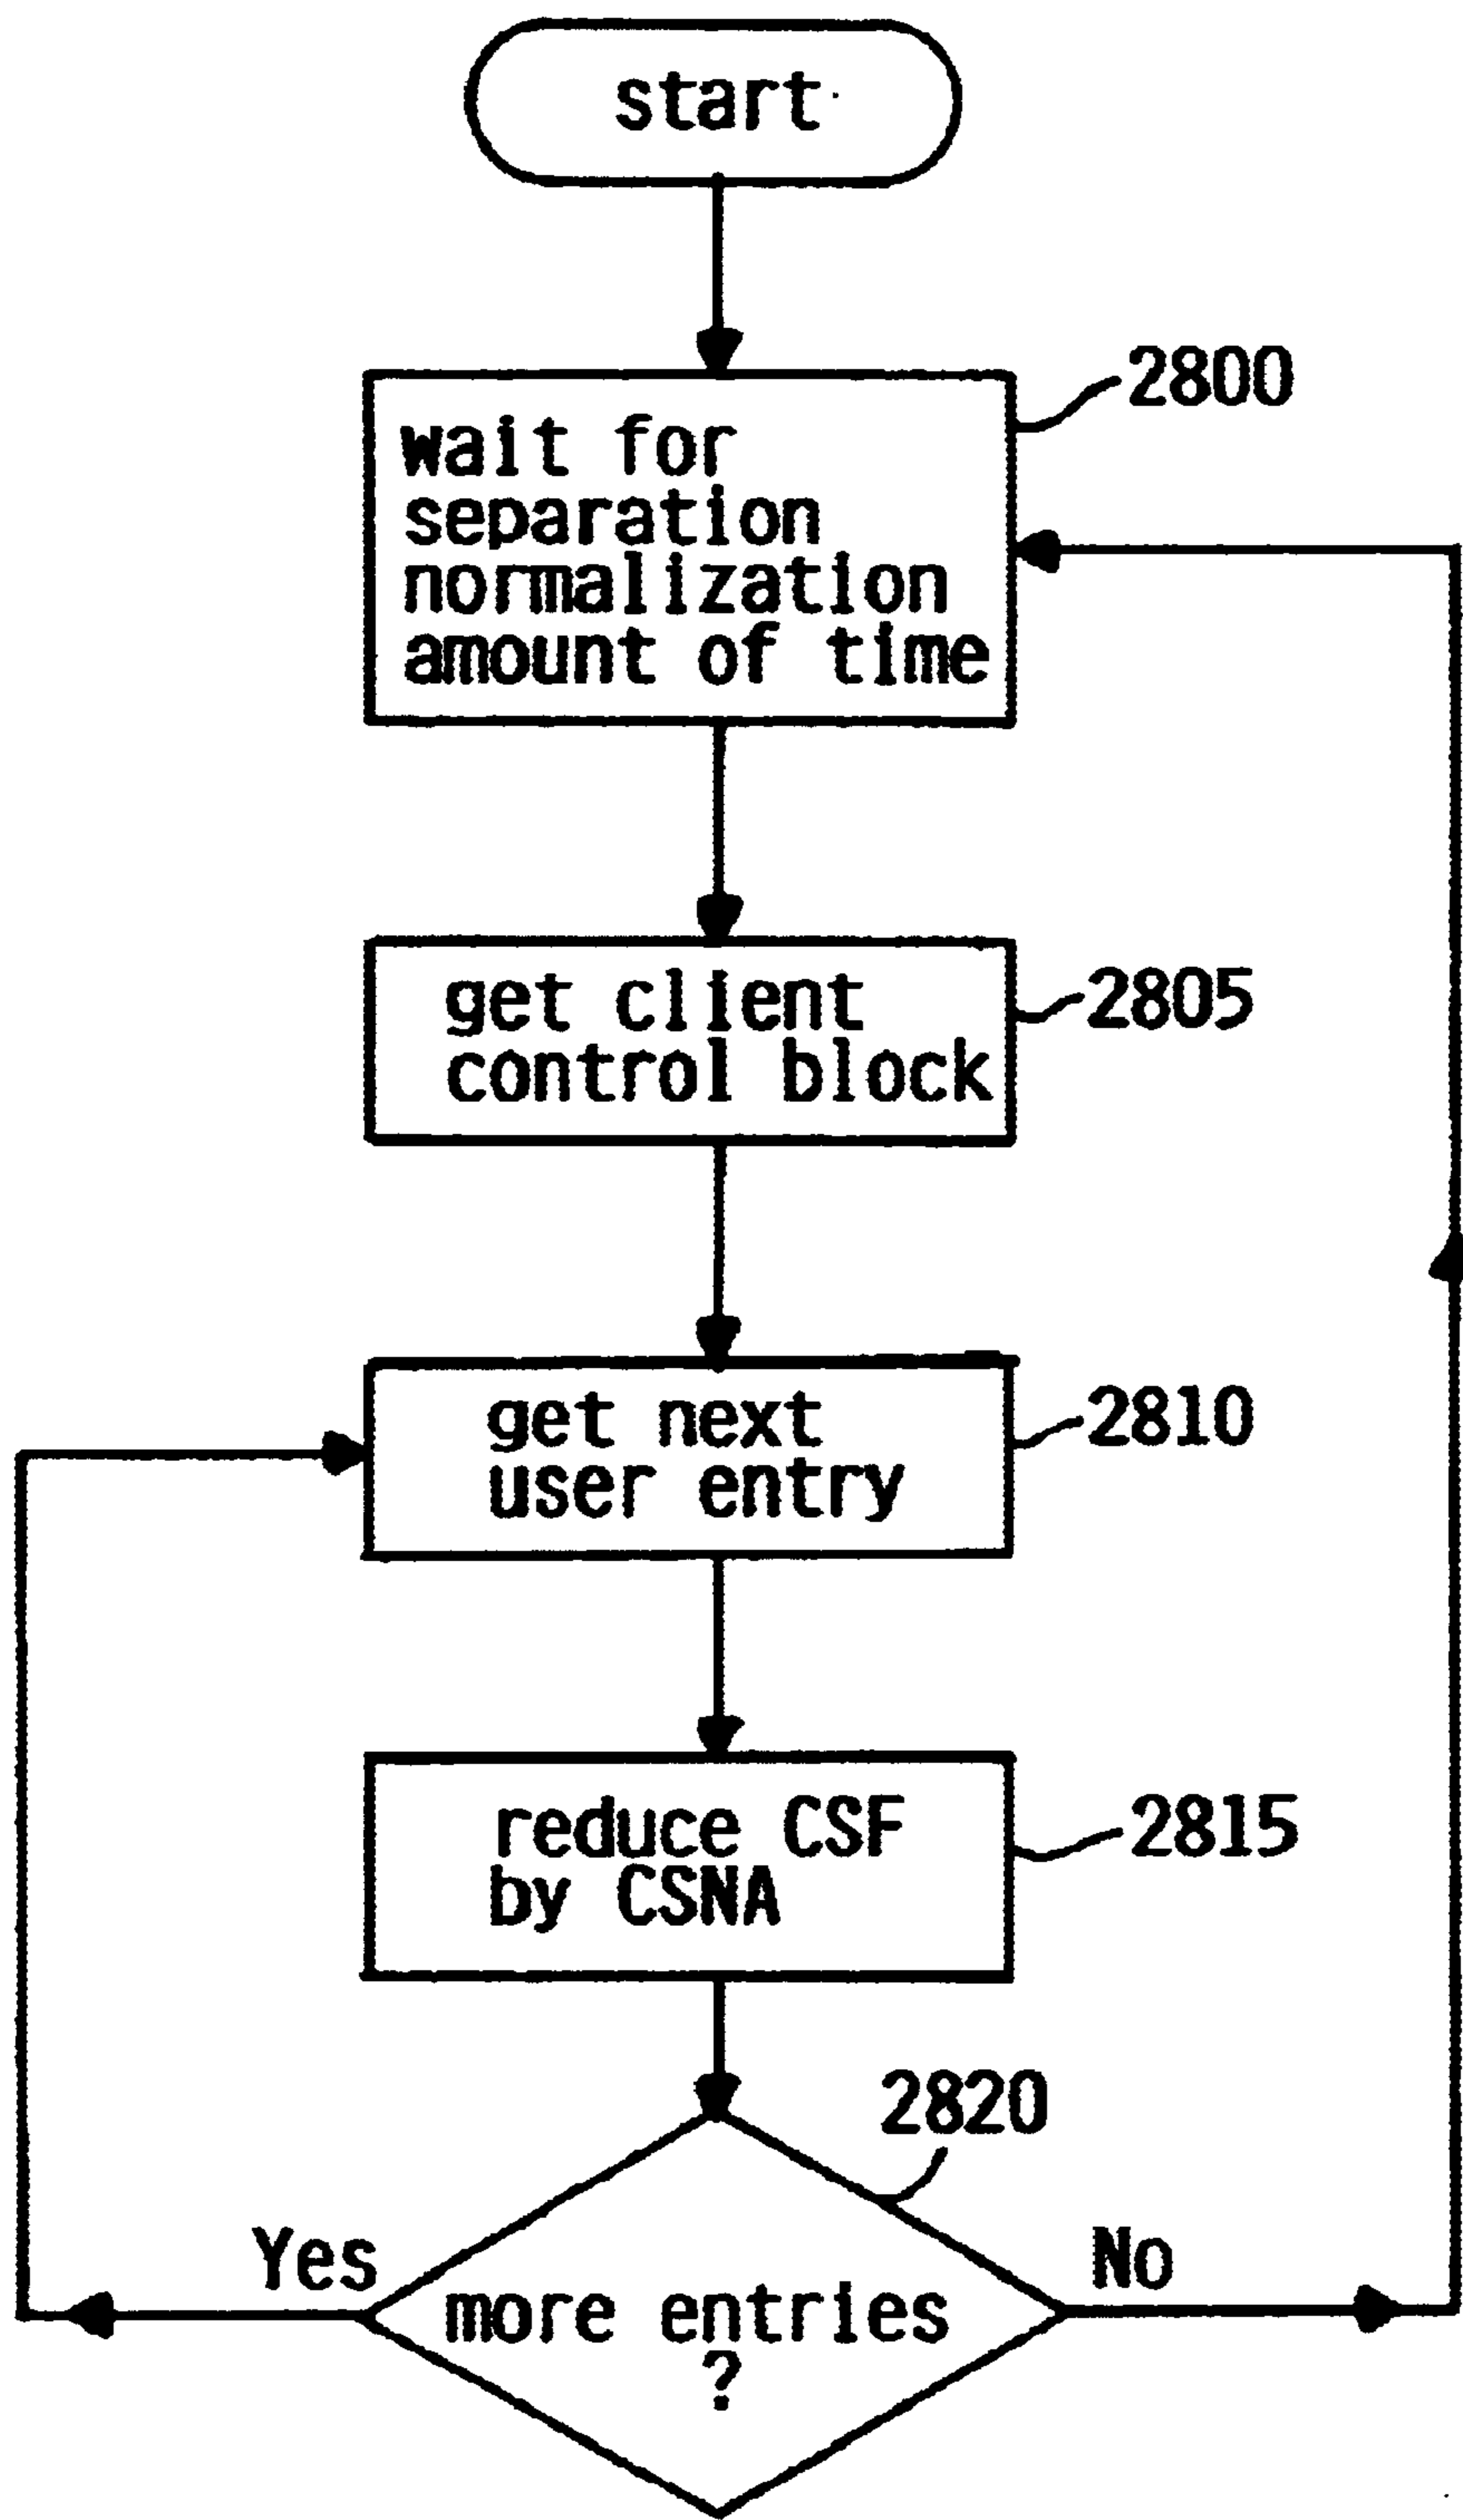 start
2800
wait for
separation
normalization
amount of time
get client
control block
2805
get next
user entry
2810
reduce CSF
by CSNA
2815
2820
Yes
No
more entries
?